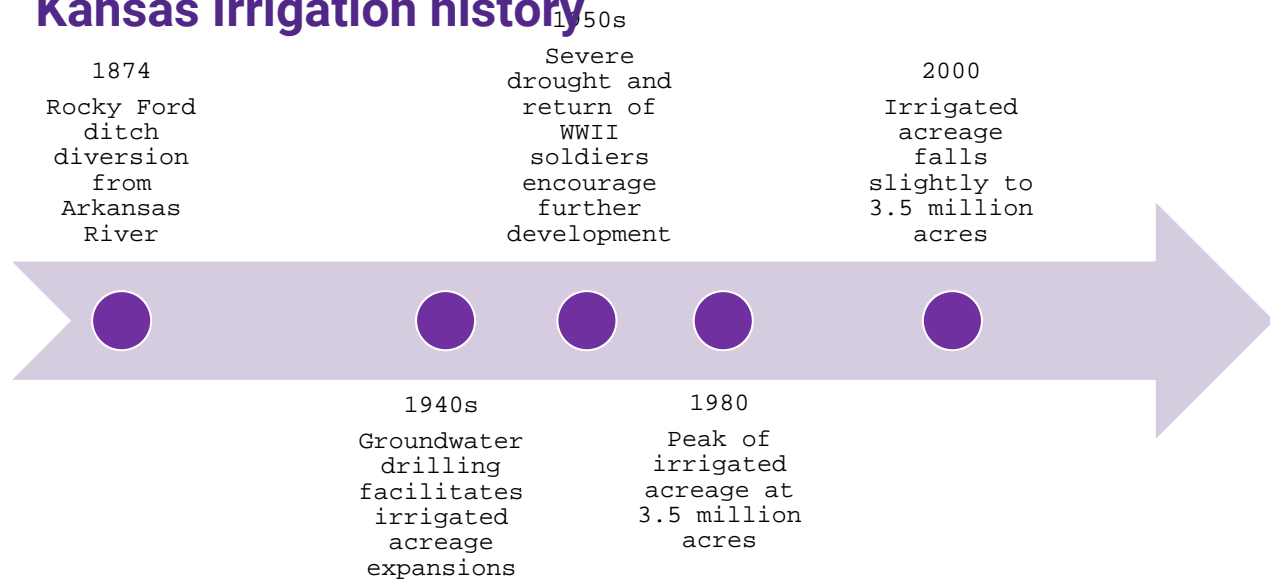 Kansas irrigation history
1874
Rocky Ford
ditch
diversion
from
Arkansas
River
1940s
Groundwater
drilling
facilitates
irrigated
acreage
expansions
1950s
Severe
drought and
return of
WWII
soldiers
encourage
further
development
1980
Peak of
irrigated
acreage at
3.5 million
acres
2000
Irrigated
acreage
falls
slightly to
3.5 million
acres